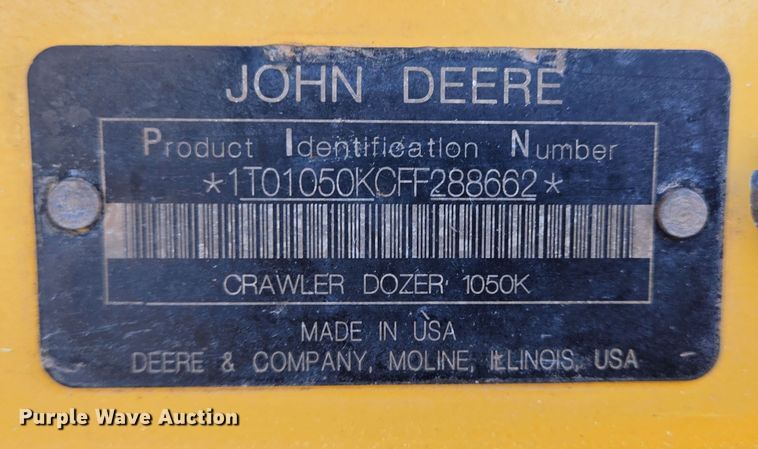 JOHN DEERE
Product Identification Number
*1T01050KCFF288662*
CRAWLER DOZER 1050K
MADE IN USA
DEERE & COMPANY, MOLINE, ILLINOIS, USA
Purple Wave Auction